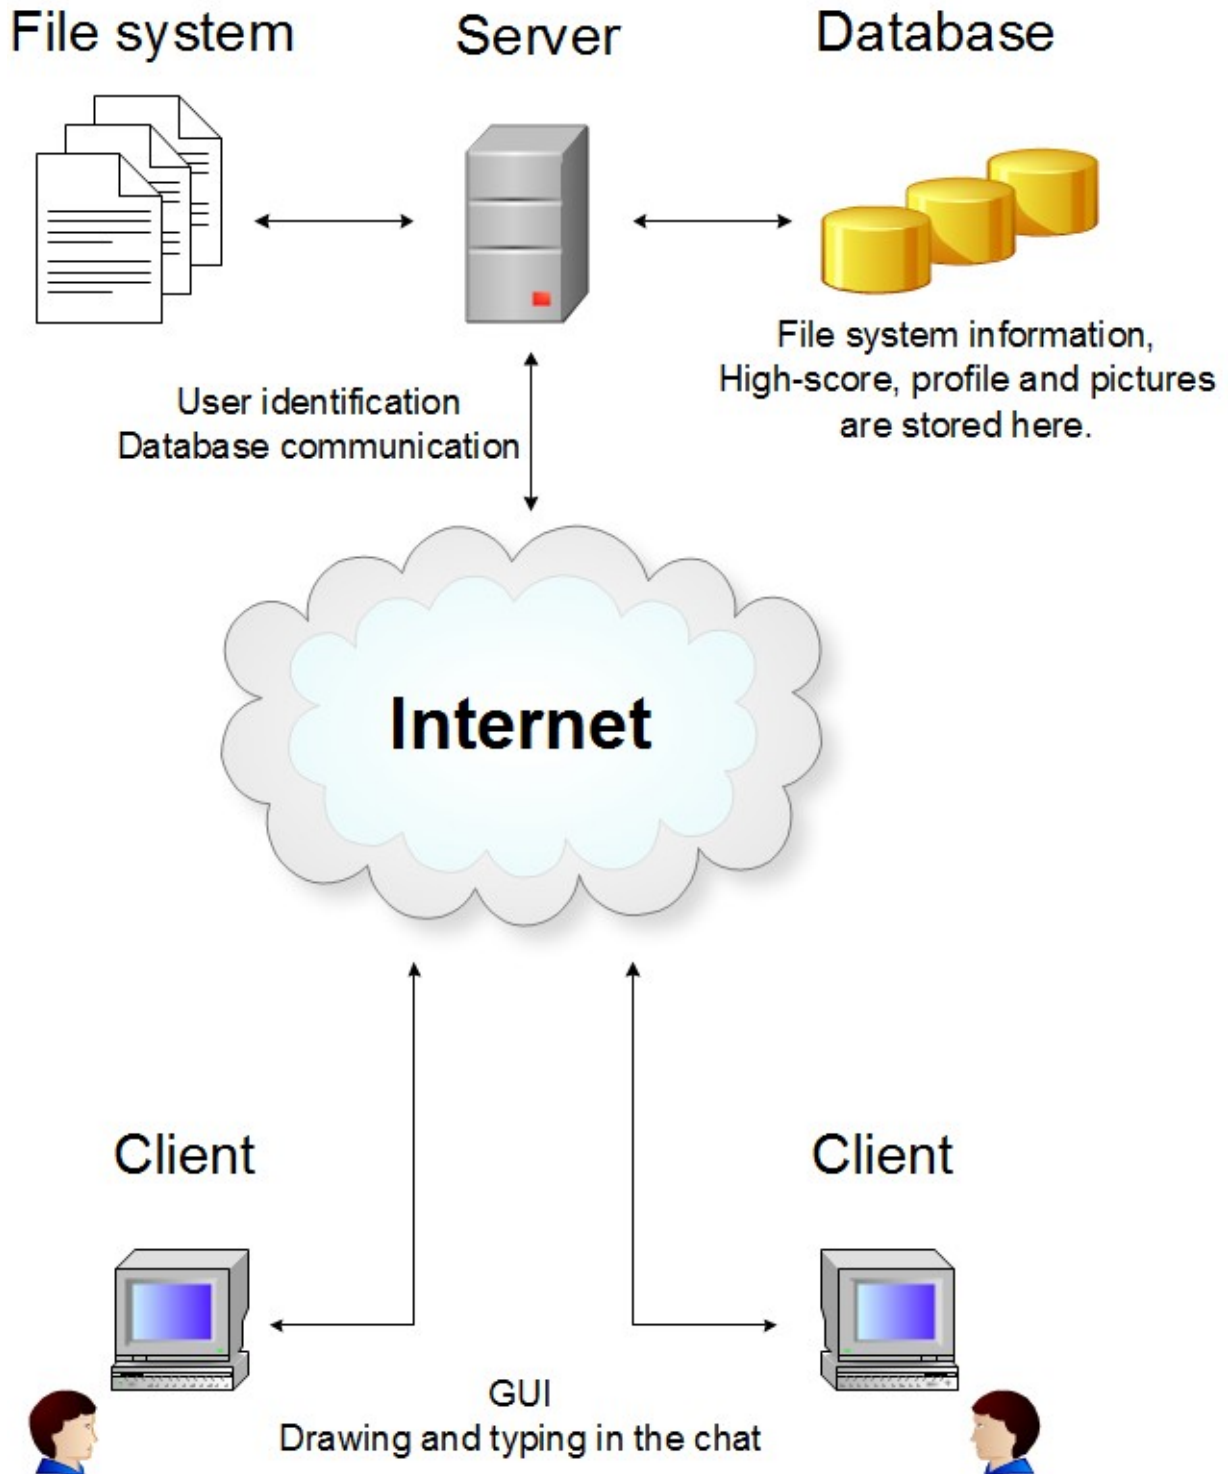 File system
Server
Database
File system information,
High-score, profile and pictures
are stored here.
User identification
Database communication
Internet
Client
Client
GUI
Drawing and typing in the chat